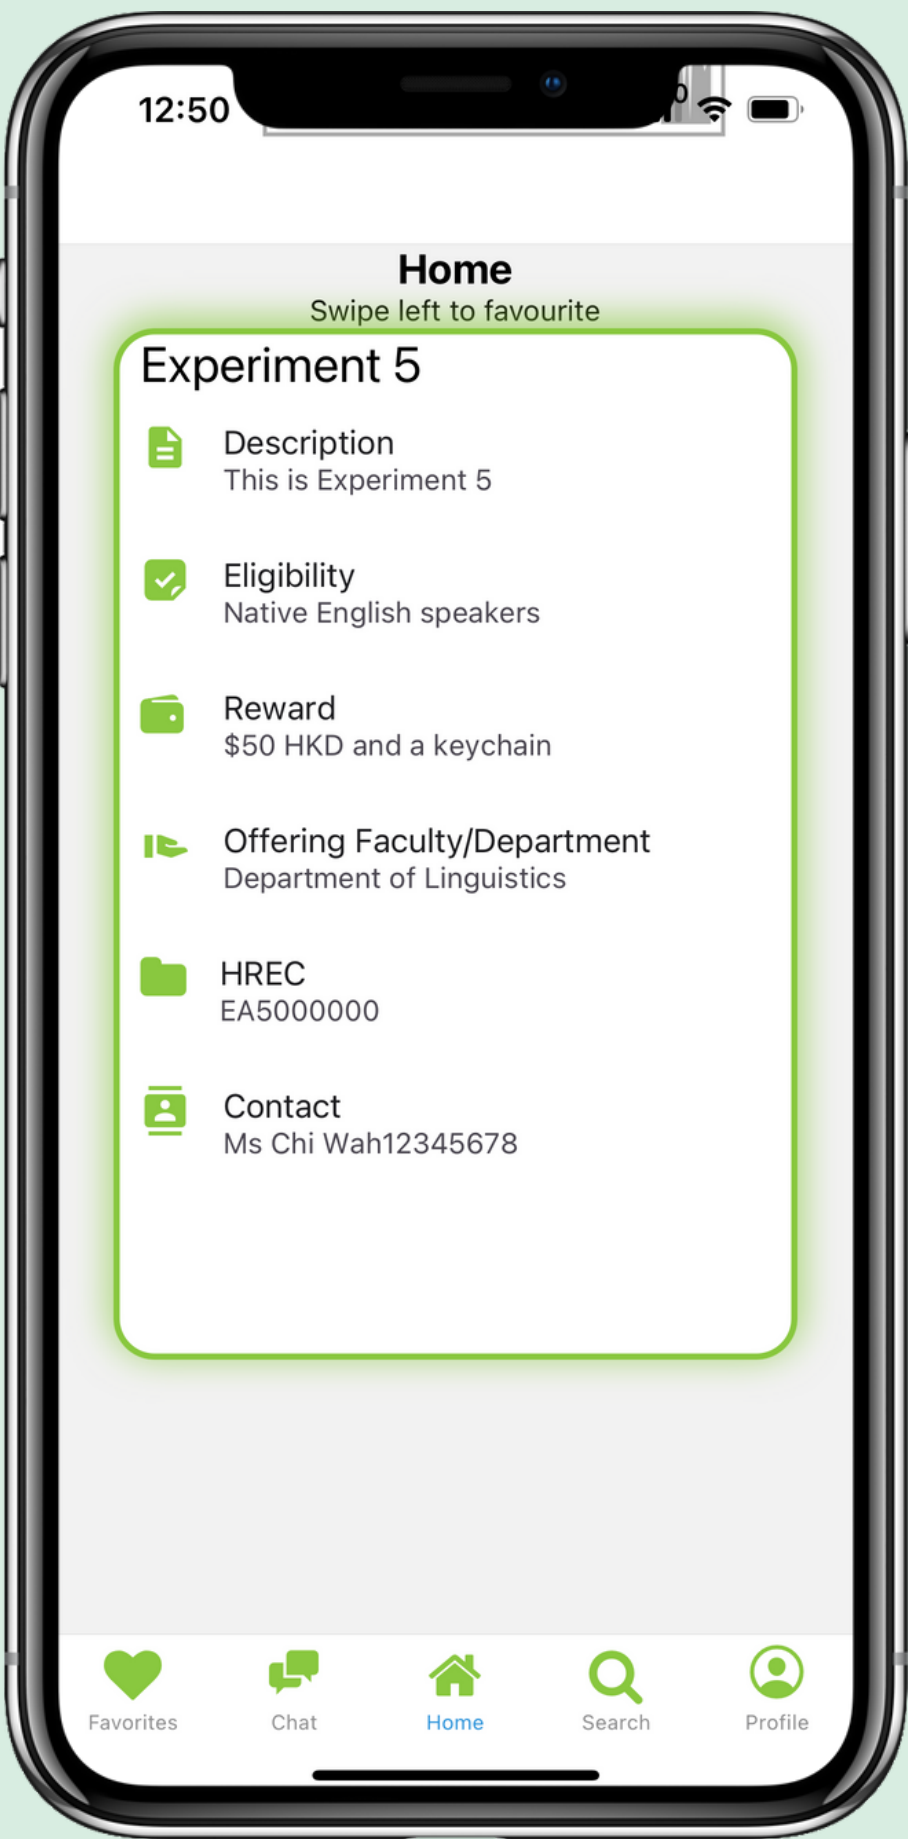 12:50
Home
Swipe left to favourite
Experiment 5
Description
This is Experiment 5
Eligibility
Native English speakers
Reward
$50 HKD and a keychain
Offering Faculty/Department
Department of Linguistics
HREC
EA5000000
Contact
Ms Chi Wah12345678
Favorites
Chat
Home
Search
Profile